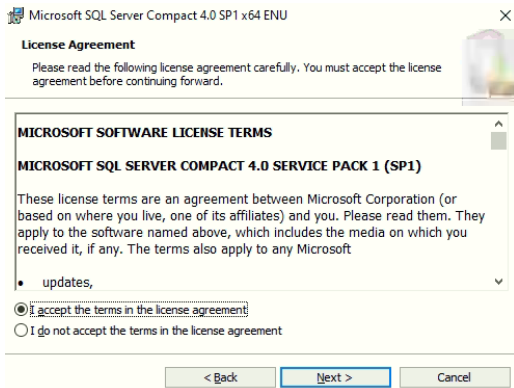 Microsoft SQL Server Compact 4.0 SP1 x64 ENU
License Agreement
Please read the following license agreement carefully. You must accept the license
agreement before continuing forward.
MICROSOFT SOFTWARE LICENSE TERMS
MICROSOFT SQL SERVER COMPACT 4.0 SERVICE PACK 1 (SP1)
These license terms are an agreement between Microsoft Corporation (or
based on where you live, one of its affiliates) and you. Please read them. They
apply to the software named above, which includes the media on which you
received it, if any. The terms also apply to any Microsoft
• updates,
I accept the terms in the license agreement
I do not accept the terms in the license agreement
< Back Next > Cancel